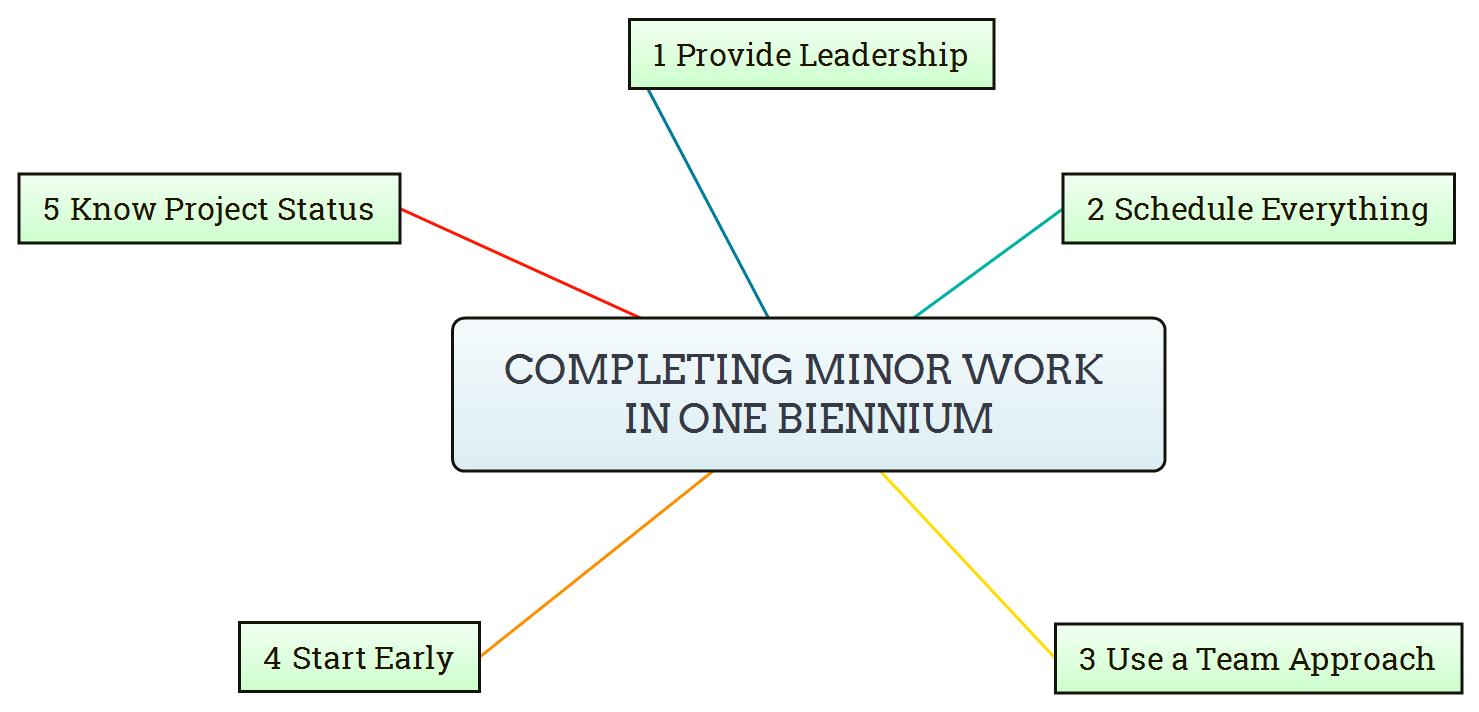 1 Provide Leadership
5 Know Project Status
2 Schedule Everything
COMPLETING MINOR WORK
IN ONE BIENNIUM
4 Start Early
3 Use a Team Approach